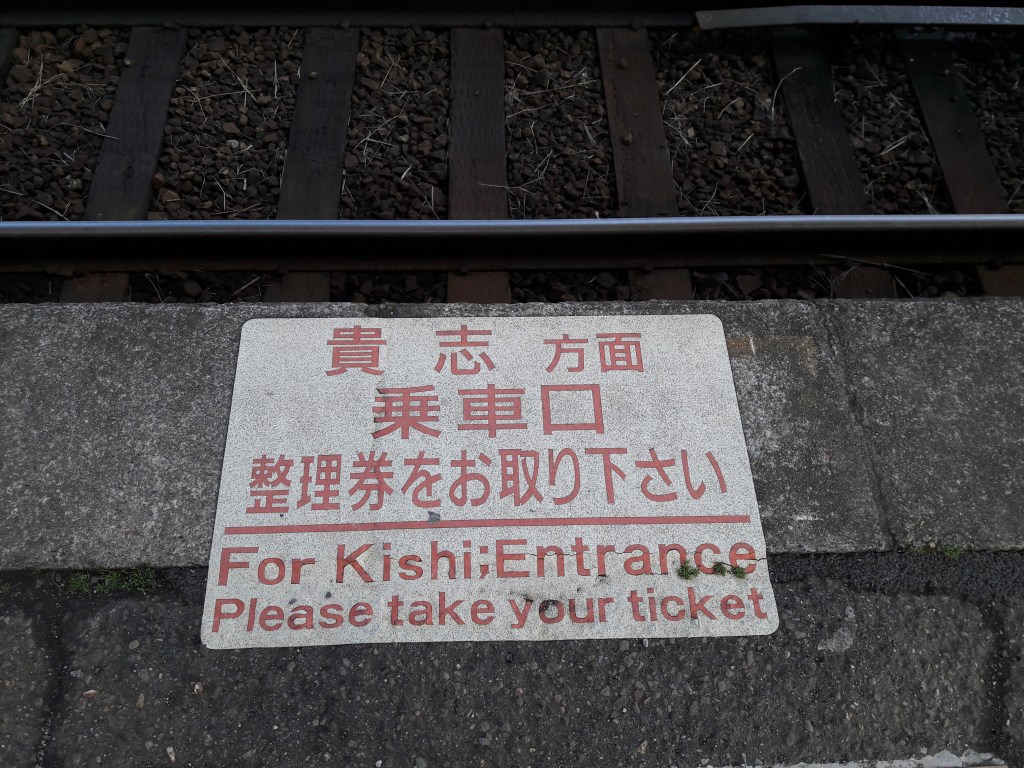 貴志 方面
乗車口
整理券をお取り下さい
For Kishi;Entrance
Please take your ticket